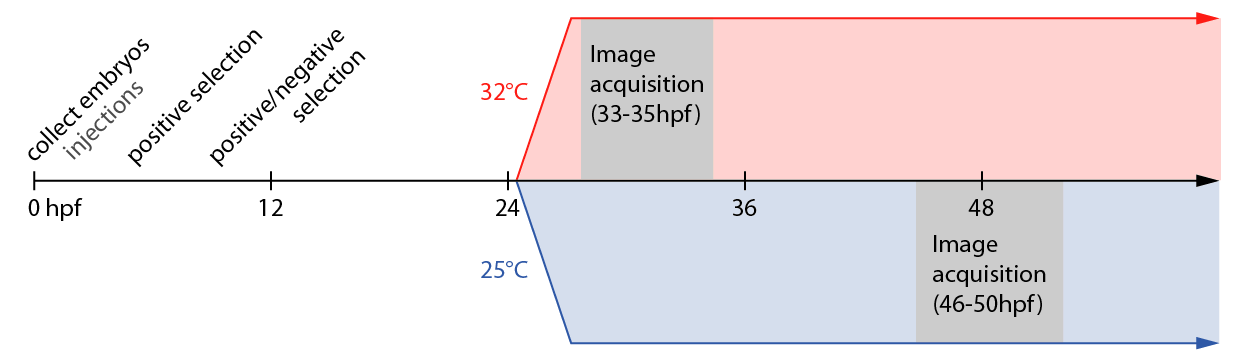 collect embryos
injections
positive selection
positive/negative
selection
32°C
Image
acquisition
(33-35hpf)
0 hpf
12
24
36
48
25°C
Image
acquisition
(46-50hpf)